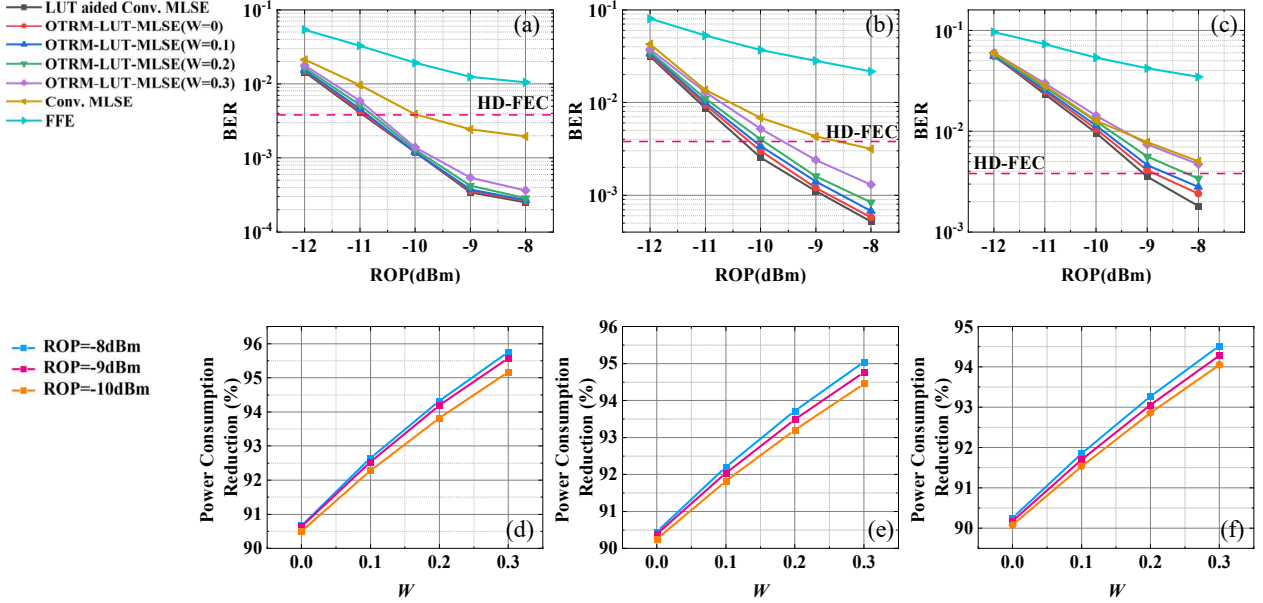 LUT aided Conv. MLSE
OTRM-LUT-MLSE(W=0)
OTRM-LUT-MLSE(W=0.1)
OTRM-LUT-MLSE(W=0.2)
OTRM-LUT-MLSE(W=0.3)
Conv. MLSE
FFE
10⁻¹
10⁻²
10⁻³
10⁻⁴
BER
(a)
HD-FEC
-12 -11 -10 -9 -8
ROP(dBm)
10⁻¹
10⁻²
10⁻³
BER
(b)
HD-FEC
-12 -11 -10 -9 -8
ROP(dBm)
10⁻¹
10⁻²
10⁻³
BER
(c)
HD-FEC
-12 -11 -10 -9 -8
ROP(dBm)
ROP=-8dBm
ROP=-9dBm
ROP=-10dBm
96
95
94
93
92
91
90
Power Consumption
Reduction (%)
(d)
0.0 0.1 0.2 0.3
W
96
95
94
93
92
91
90
Power Consumption
Reduction (%)
(e)
0.0 0.1 0.2 0.3
W
95
94
93
92
91
90
Power Consumption
Reduction (%)
(f)
0.0 0.1 0.2 0.3
W